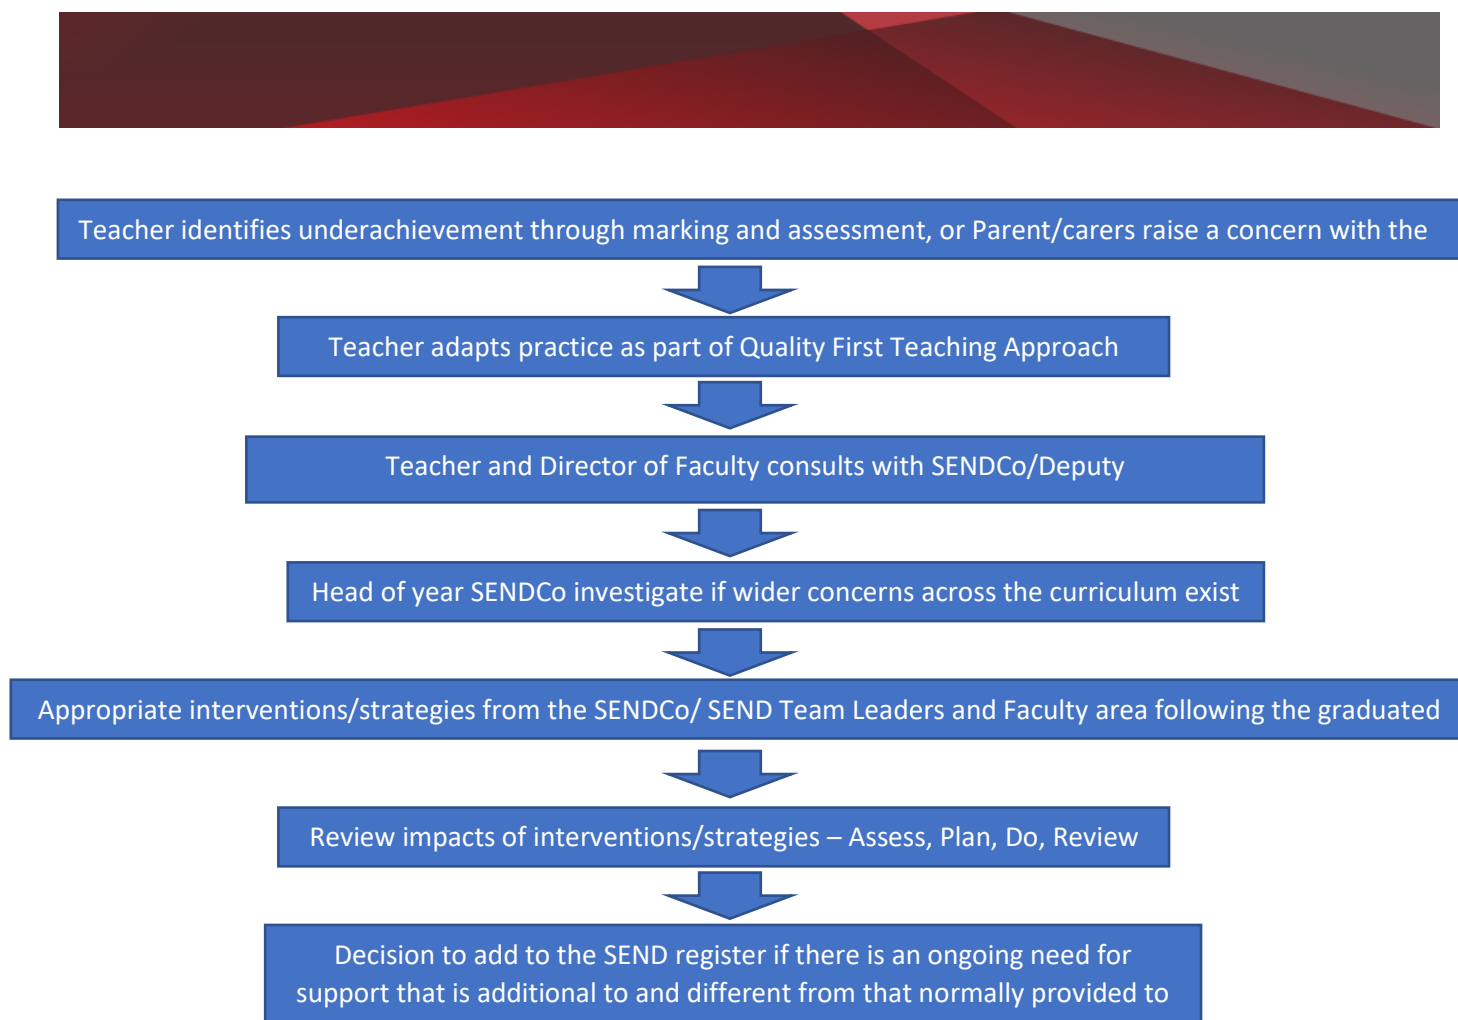 Teacher identifies underachievement through marking and assessment, or Parent/carers raise a concern with the
Teacher adapts practice as part of Quality First Teaching Approach
Teacher and Director of Faculty consults with SENDCo/Deputy
Head of year SENDCo investigate if wider concerns across the curriculum exist
Appropriate interventions/strategies from the SENDCo/ SEND Team Leaders and Faculty area following the graduated
Review impacts of interventions/strategies – Assess, Plan, Do, Review
Decision to add to the SEND register if there is an ongoing need for
support that is additional to and different from that normally provided to